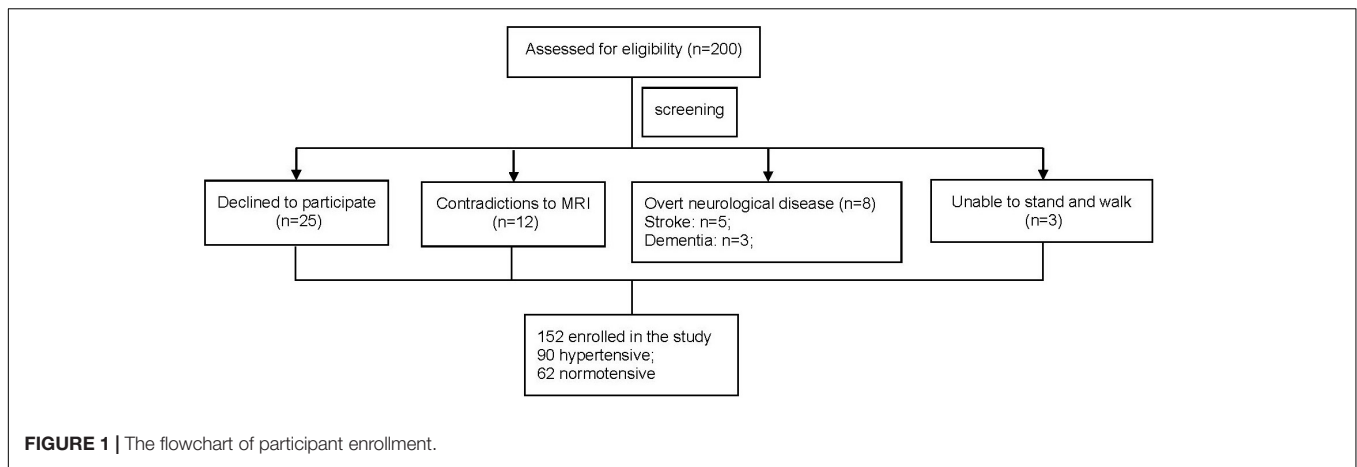 Assessed for eligibility (n=200)
screening
Declined to participate
(n=25)
Contradictions to MRI
(n=12)
Overt neurological disease (n=8)
Stroke: n=5;
Dementia: n=3;
Unable to stand and walk
(n=3)
152 enrolled in the study
90 hypertensive;
62 normotensive
FIGURE 1 | The flowchart of participant enrollment.